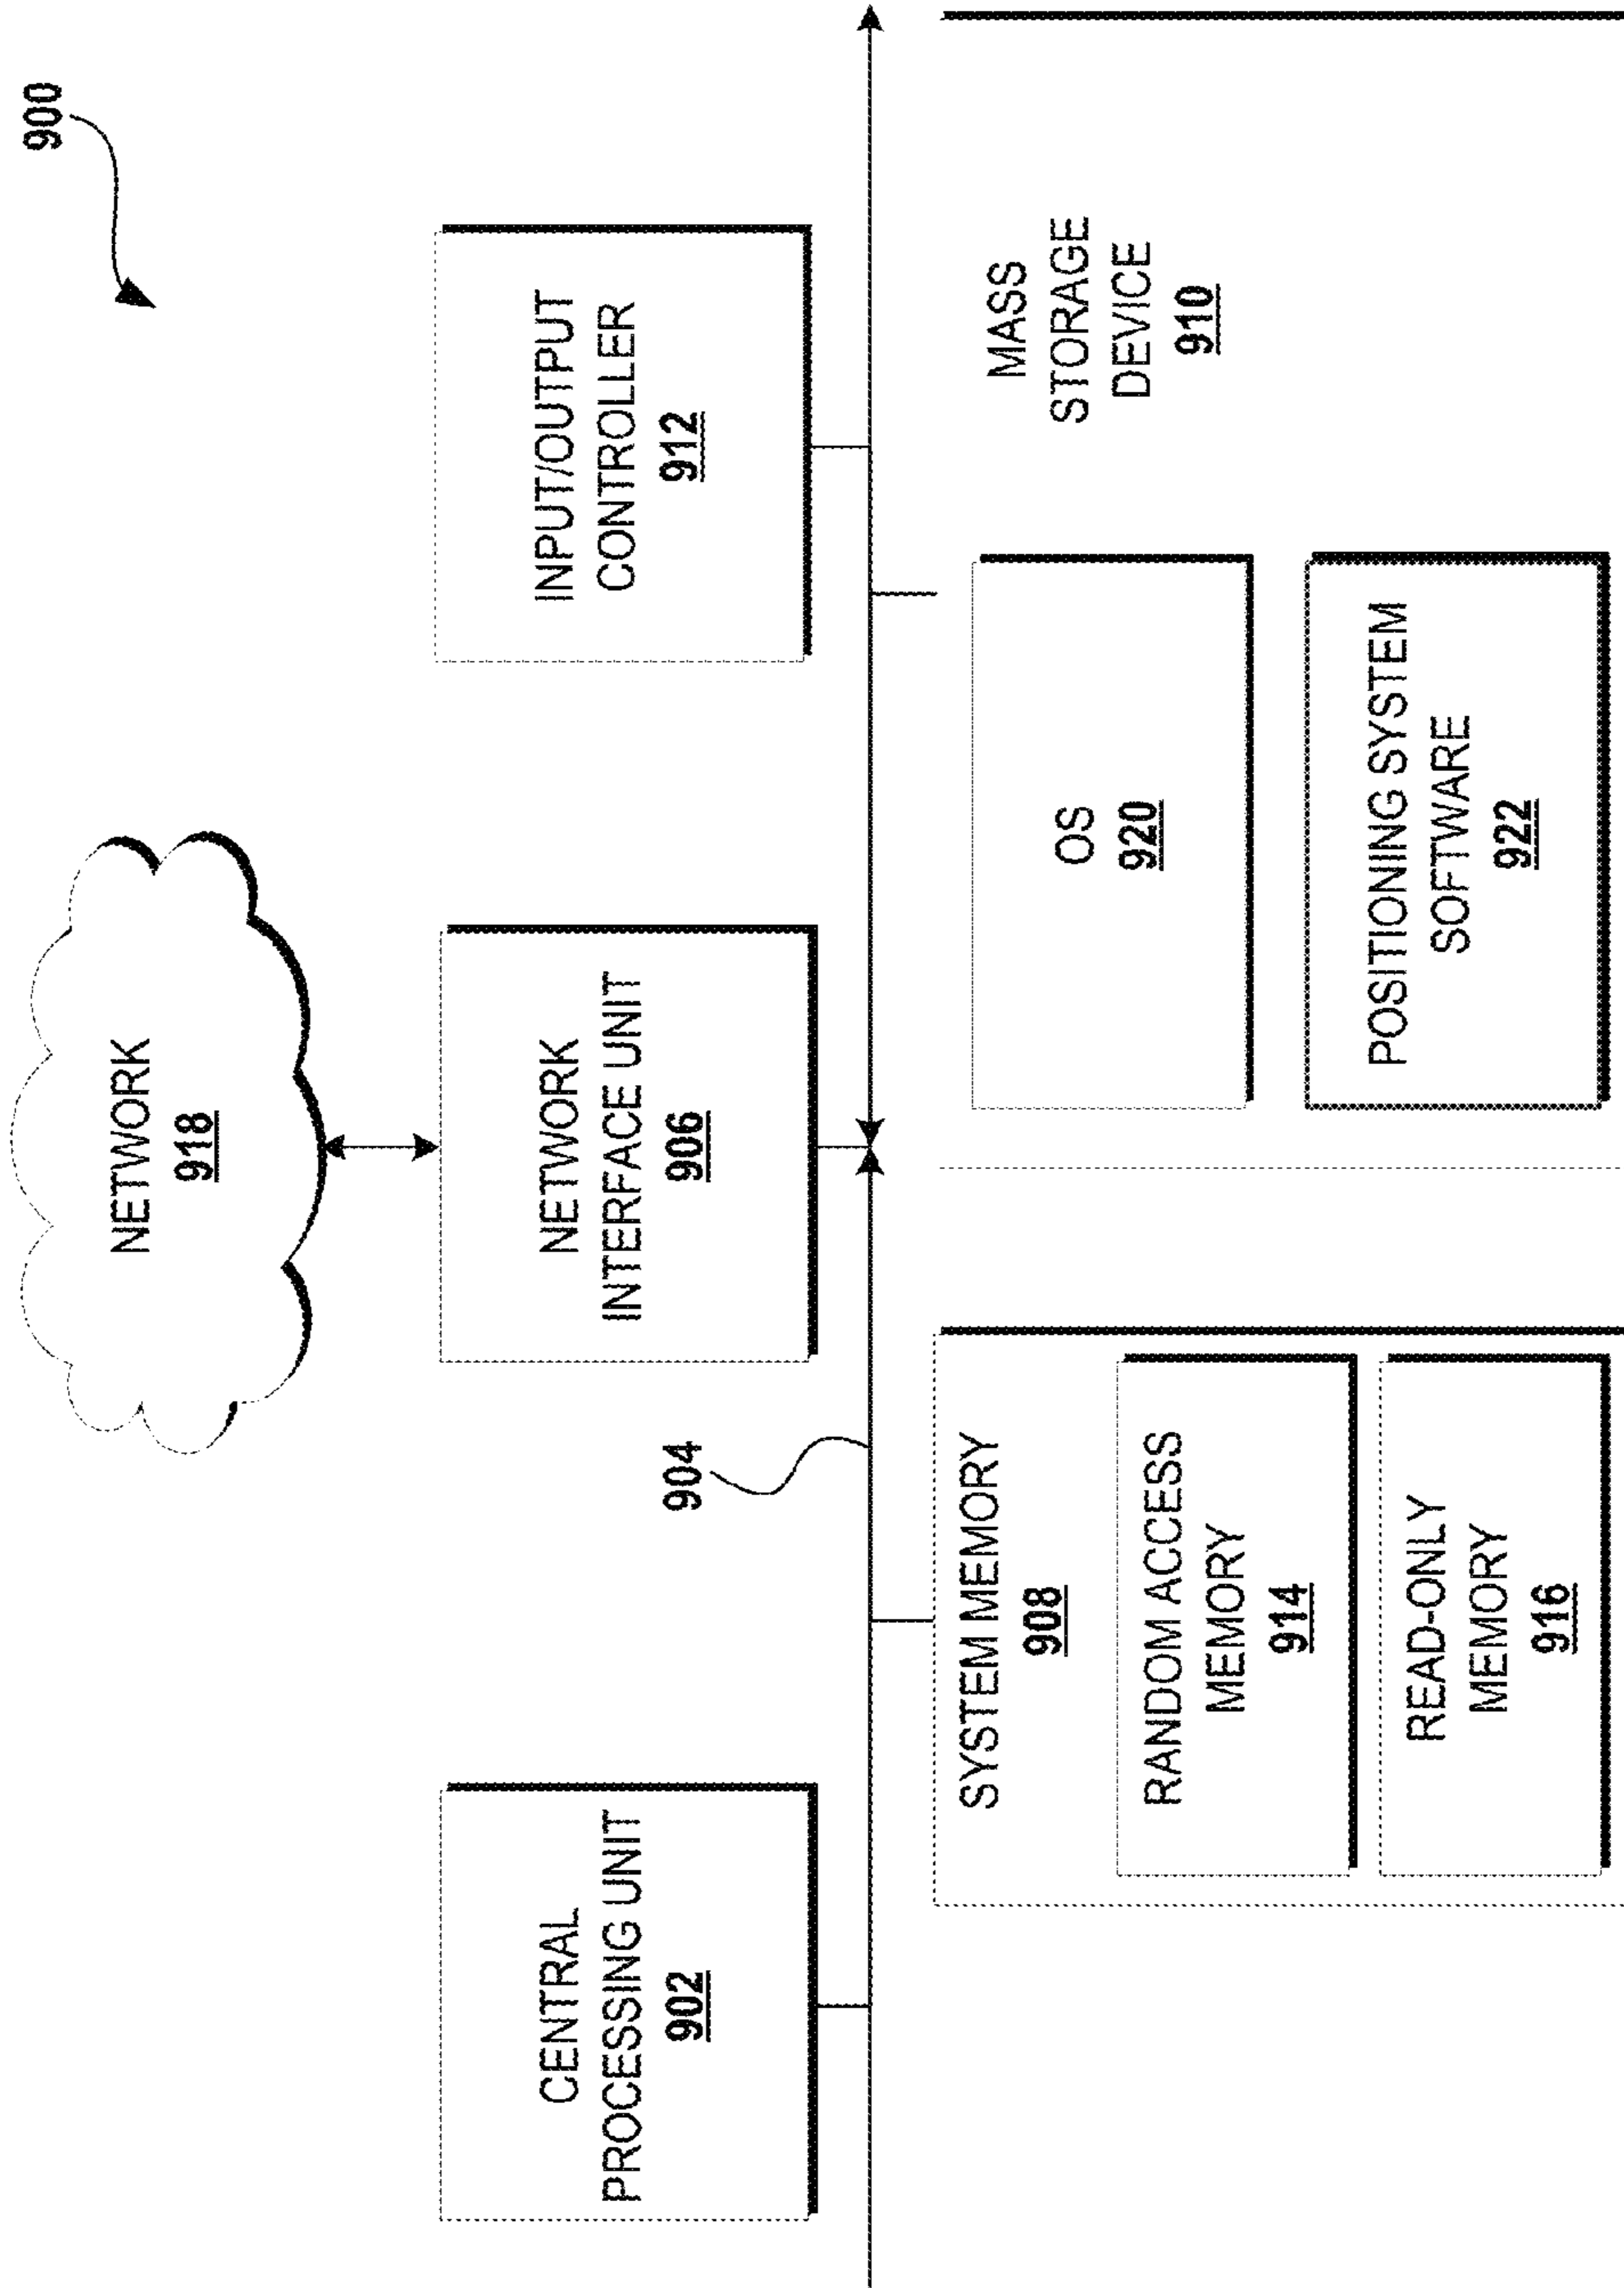 900
NETWORK
918
CENTRAL
PROCESSING UNIT
902
NETWORK
INTERFACE UNIT
906
INPUT/OUTPUT
CONTROLLER
912
904
SYSTEM MEMORY
908
RANDOM ACCESS
MEMORY
914
READ-ONLY
MEMORY
916
OS
920
POSITIONING SYSTEM
SOFTWARE
922
MASS
STORAGE
DEVICE
910